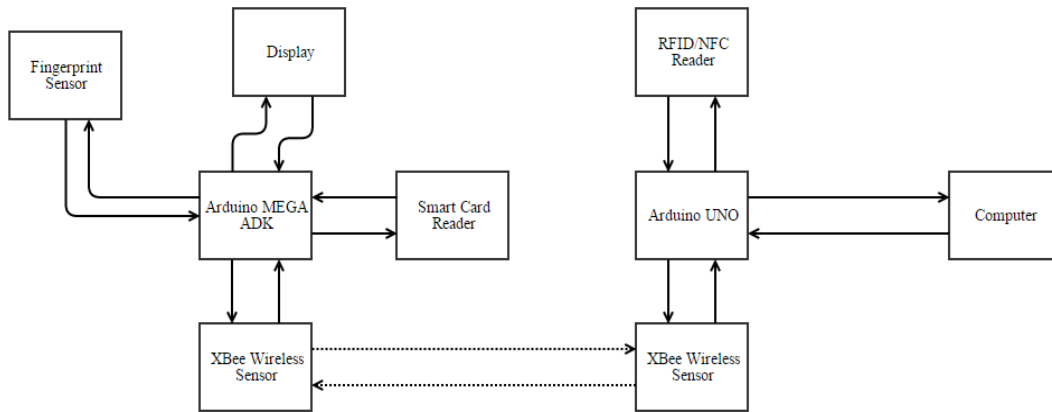 Fingerprint
Sensor
Display
RFID/NFC
Reader
Arduino MEGA
ADK
Smart Card
Reader
Arduino UNO
Computer
XBee Wireless
Sensor
XBee Wireless
Sensor